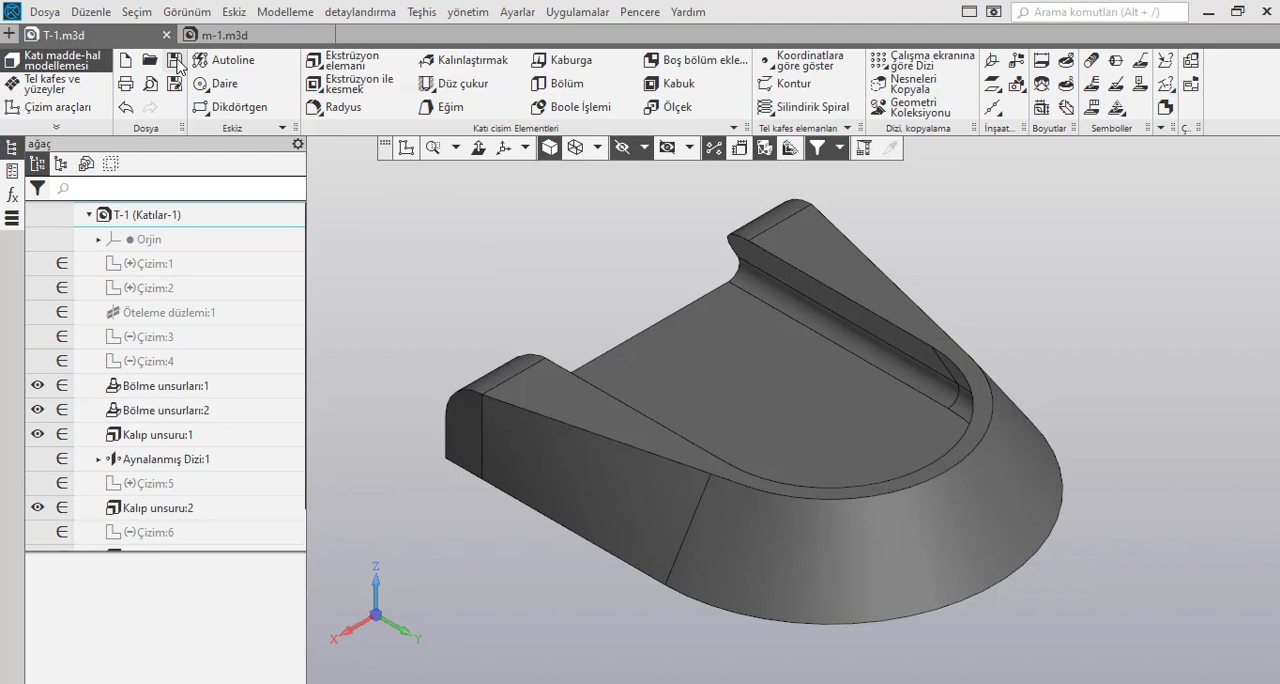 Dosya Düzenle Seçim Görünüm Eskiz Modelleme detaylandırma Teşhis yönetim Ayarlar Uygulamalar Pencere Yardım Arama komutları (Alt + /)
T-1.m3d m-1.m3d
Katı madde-hal modellemesi
Tel kafes ve yüzeyler
Çizim araçları
Dosya
Autoline
Daire
Dikdörtgen
Eskiz
Ekstrüzyon elemanı
Ekstrüzyon ile kesmek
Radyus
Kalınlaştırmak
Düz çukur
Eğim
Kaburga
Bölüm
Boole İşlemi
Boş bölüm ekle...
Kabuk
Ölçek
Katı cisim Elementleri
Koordinatlara göre göster
Kontur
Silindirik Spiral
Tel kafes elemanları
Çalışma ekranına göre Dizi
Nesneleri Kopyala
Geometri Koleksiyonu
Dizi, kopyalama
İnşaat...
Boyutlar
Semboller
Ç...
ağaç
T-1 (Katılar-1)
Orjin
(+)Çizim:1
(+)Çizim:2
Öteleme düzlemi:1
(−)Çizim:3
(−)Çizim:4
Bölme unsurları:1
Bölme unsurları:2
Kalıp unsuru:1
Aynalanmış Dizi:1
(+)Çizim:5
Kalıp unsuru:2
(−)Çizim:6
Z
X
Y